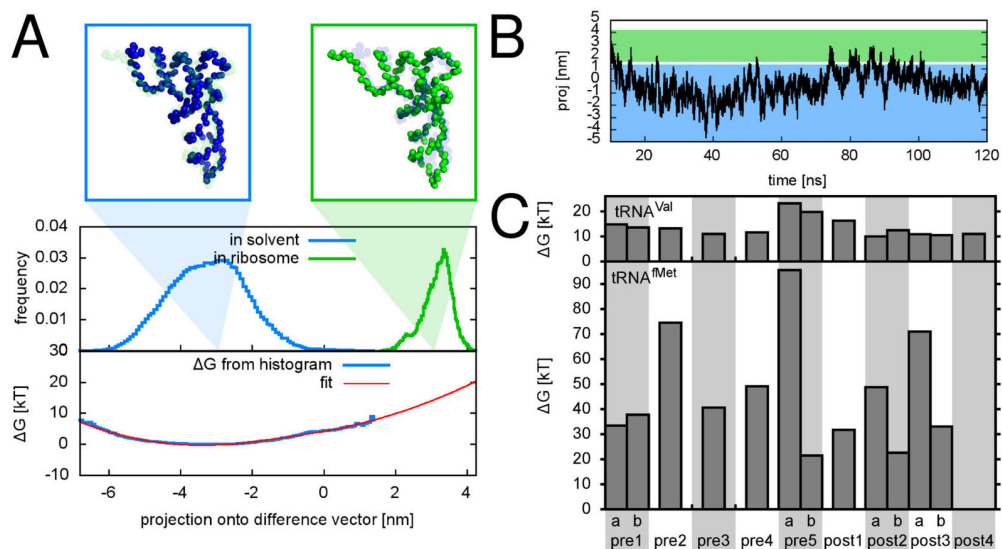 A
in solvent
in ribosome
frequency
0.04
0.03
0.02
0.01
0
ΔG from histogram
fit
ΔG [kT]
30
20
10
0
-10
-6
-4
-2
0
2
4
projection onto difference vector [nm]
B
proj [nm]
5
4
3
2
1
0
-1
-2
-3
-4
-5
20
40
60
80
100
120
time [ns]
C
tRNA^Val
ΔG [kT]
20
10
0
tRNA^fMet
ΔG [kT]
90
80
70
60
50
40
30
20
10
0
a b a b a b a b
pre1 pre2 pre3 pre4 pre5 post1 post2 post3 post4